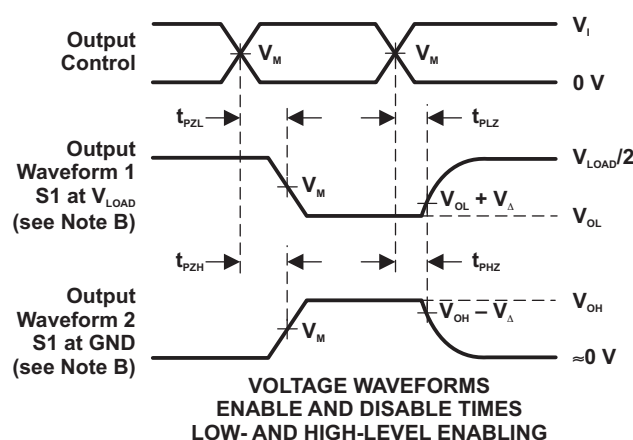 Output
Control
V_M
V_M
V_I
0 V
t_PZL
t_PLZ
Output
Waveform 1
S1 at V_LOAD
(see Note B)
V_M
V_OL + V_Δ
V_LOAD/2
V_OL
t_PZH
t_PHZ
Output
Waveform 2
S1 at GND
(see Note B)
V_M
V_OH – V_Δ
V_OH
≈0 V
VOLTAGE WAVEFORMS
ENABLE AND DISABLE TIMES
LOW- AND HIGH-LEVEL ENABLING